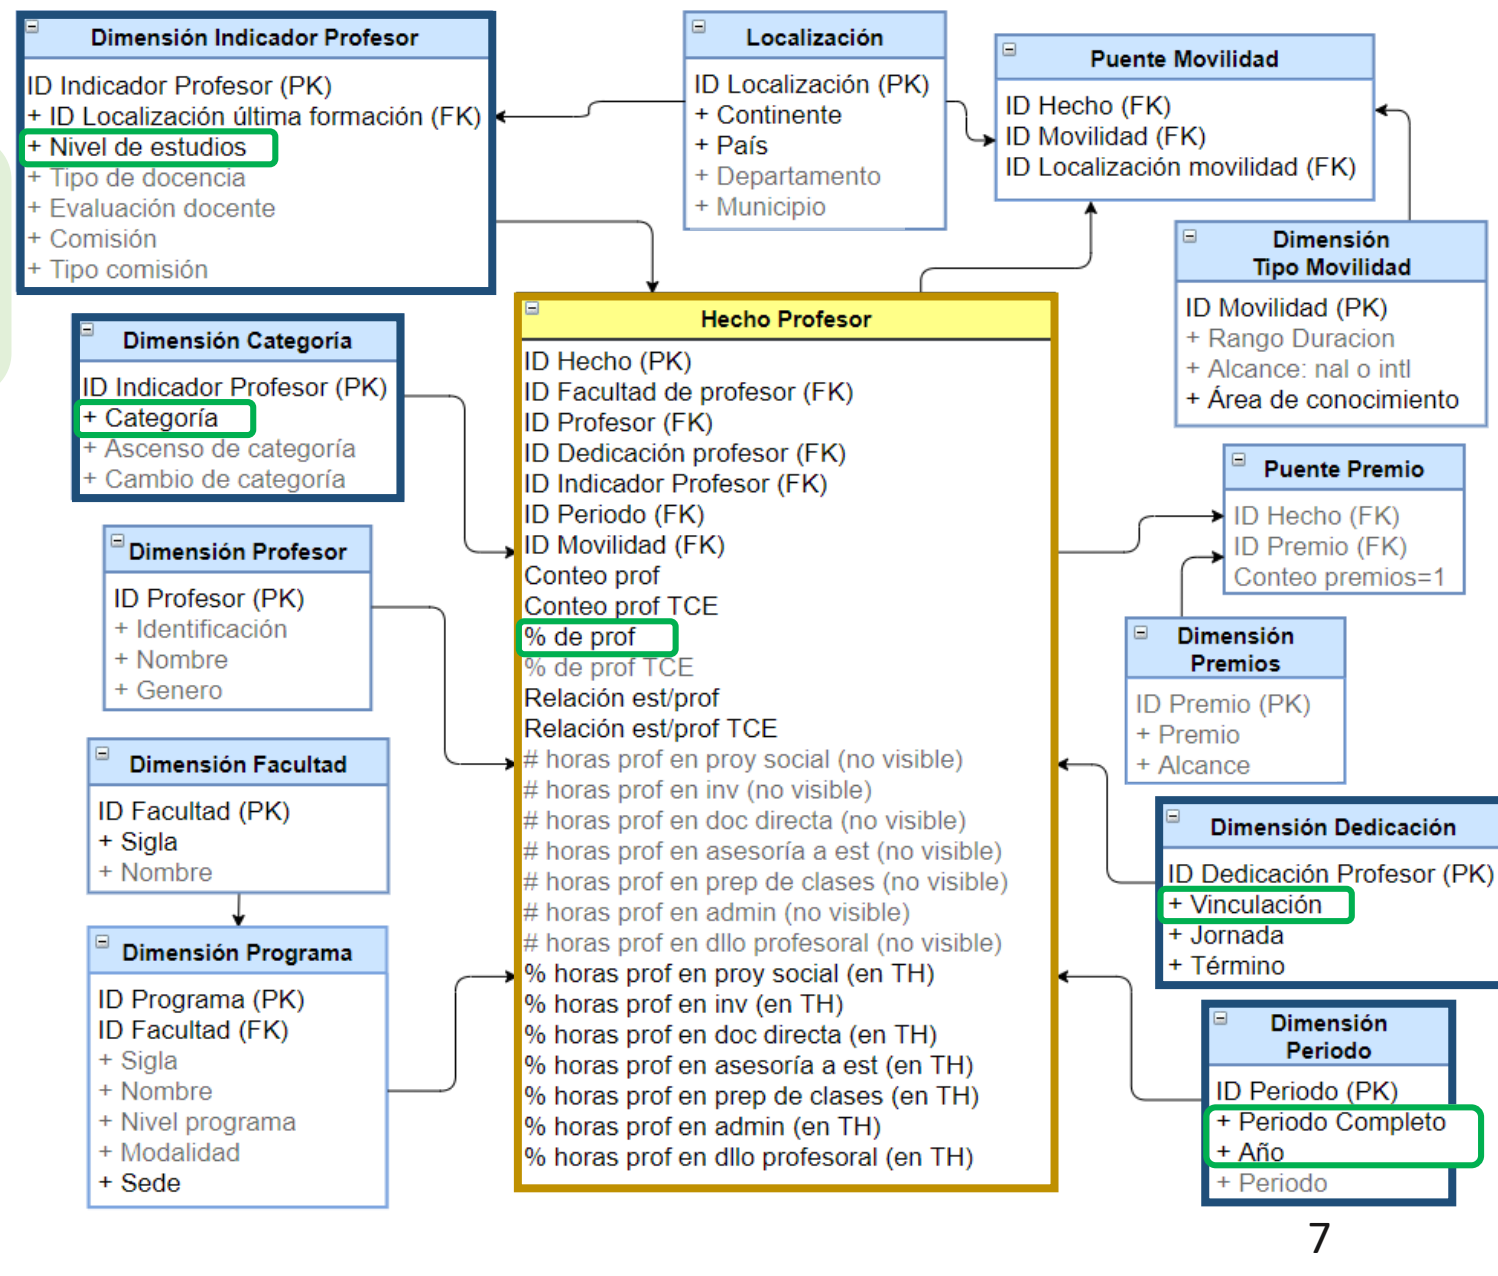 Dimensión Indicador Profesor
ID Indicador Profesor (PK)
+ ID Localización última formación (FK)
+ Nivel de estudios
+ Tipo de docencia
+ Evaluación docente
+ Comisión
+ Tipo comisión
Localización
ID Localización (PK)
+ Continente
+ País
+ Departamento
+ Municipio
Puente Movilidad
ID Hecho (FK)
ID Movilidad (FK)
ID Localización movilidad (FK)
Dimensión
Tipo Movilidad
ID Movilidad (PK)
+ Rango Duracion
+ Alcance: nal o intl
+ Área de conocimiento
Dimensión Categoría
ID Indicador Profesor (PK)
+ Categoría
+ Ascenso de categoría
+ Cambio de categoría
Hecho Profesor
ID Hecho (PK)
ID Facultad de profesor (FK)
ID Profesor (FK)
ID Dedicación profesor (FK)
ID Indicador Profesor (FK)
ID Periodo (FK)
ID Movilidad (FK)
Conteo prof
Conteo prof TCE
% de prof
% de prof TCE
Relación est/prof
Relación est/prof TCE
# horas prof en proy social (no visible)
# horas prof en inv (no visible)
# horas prof en doc directa (no visible)
# horas prof en asesoría a est (no visible)
# horas prof en prep de clases (no visible)
# horas prof en admin (no visible)
# horas prof en dllo profesoral (no visible)
% horas prof en proy social (en TH)
% horas prof en inv (en TH)
% horas prof en doc directa (en TH)
% horas prof en asesoría a est (en TH)
% horas prof en prep de clases (en TH)
% horas prof en admin (en TH)
% horas prof en dllo profesoral (en TH)
Dimensión Profesor
ID Profesor (PK)
+ Identificación
+ Nombre
+ Genero
Dimensión Facultad
ID Facultad (PK)
+ Sigla
+ Nombre
Dimensión Programa
ID Programa (PK)
ID Facultad (FK)
+ Sigla
+ Nombre
+ Nivel programa
+ Modalidad
+ Sede
Puente Premio
ID Hecho (FK)
ID Premio (FK)
Conteo premios=1
Dimensión
Premios
ID Premio (PK)
+ Premio
+ Alcance
Dimensión Dedicación
ID Dedicación Profesor (PK)
+ Vinculación
+ Jornada
+ Término
Dimensión
Periodo
ID Periodo (PK)
+ Periodo Completo
+ Año
+ Periodo
7